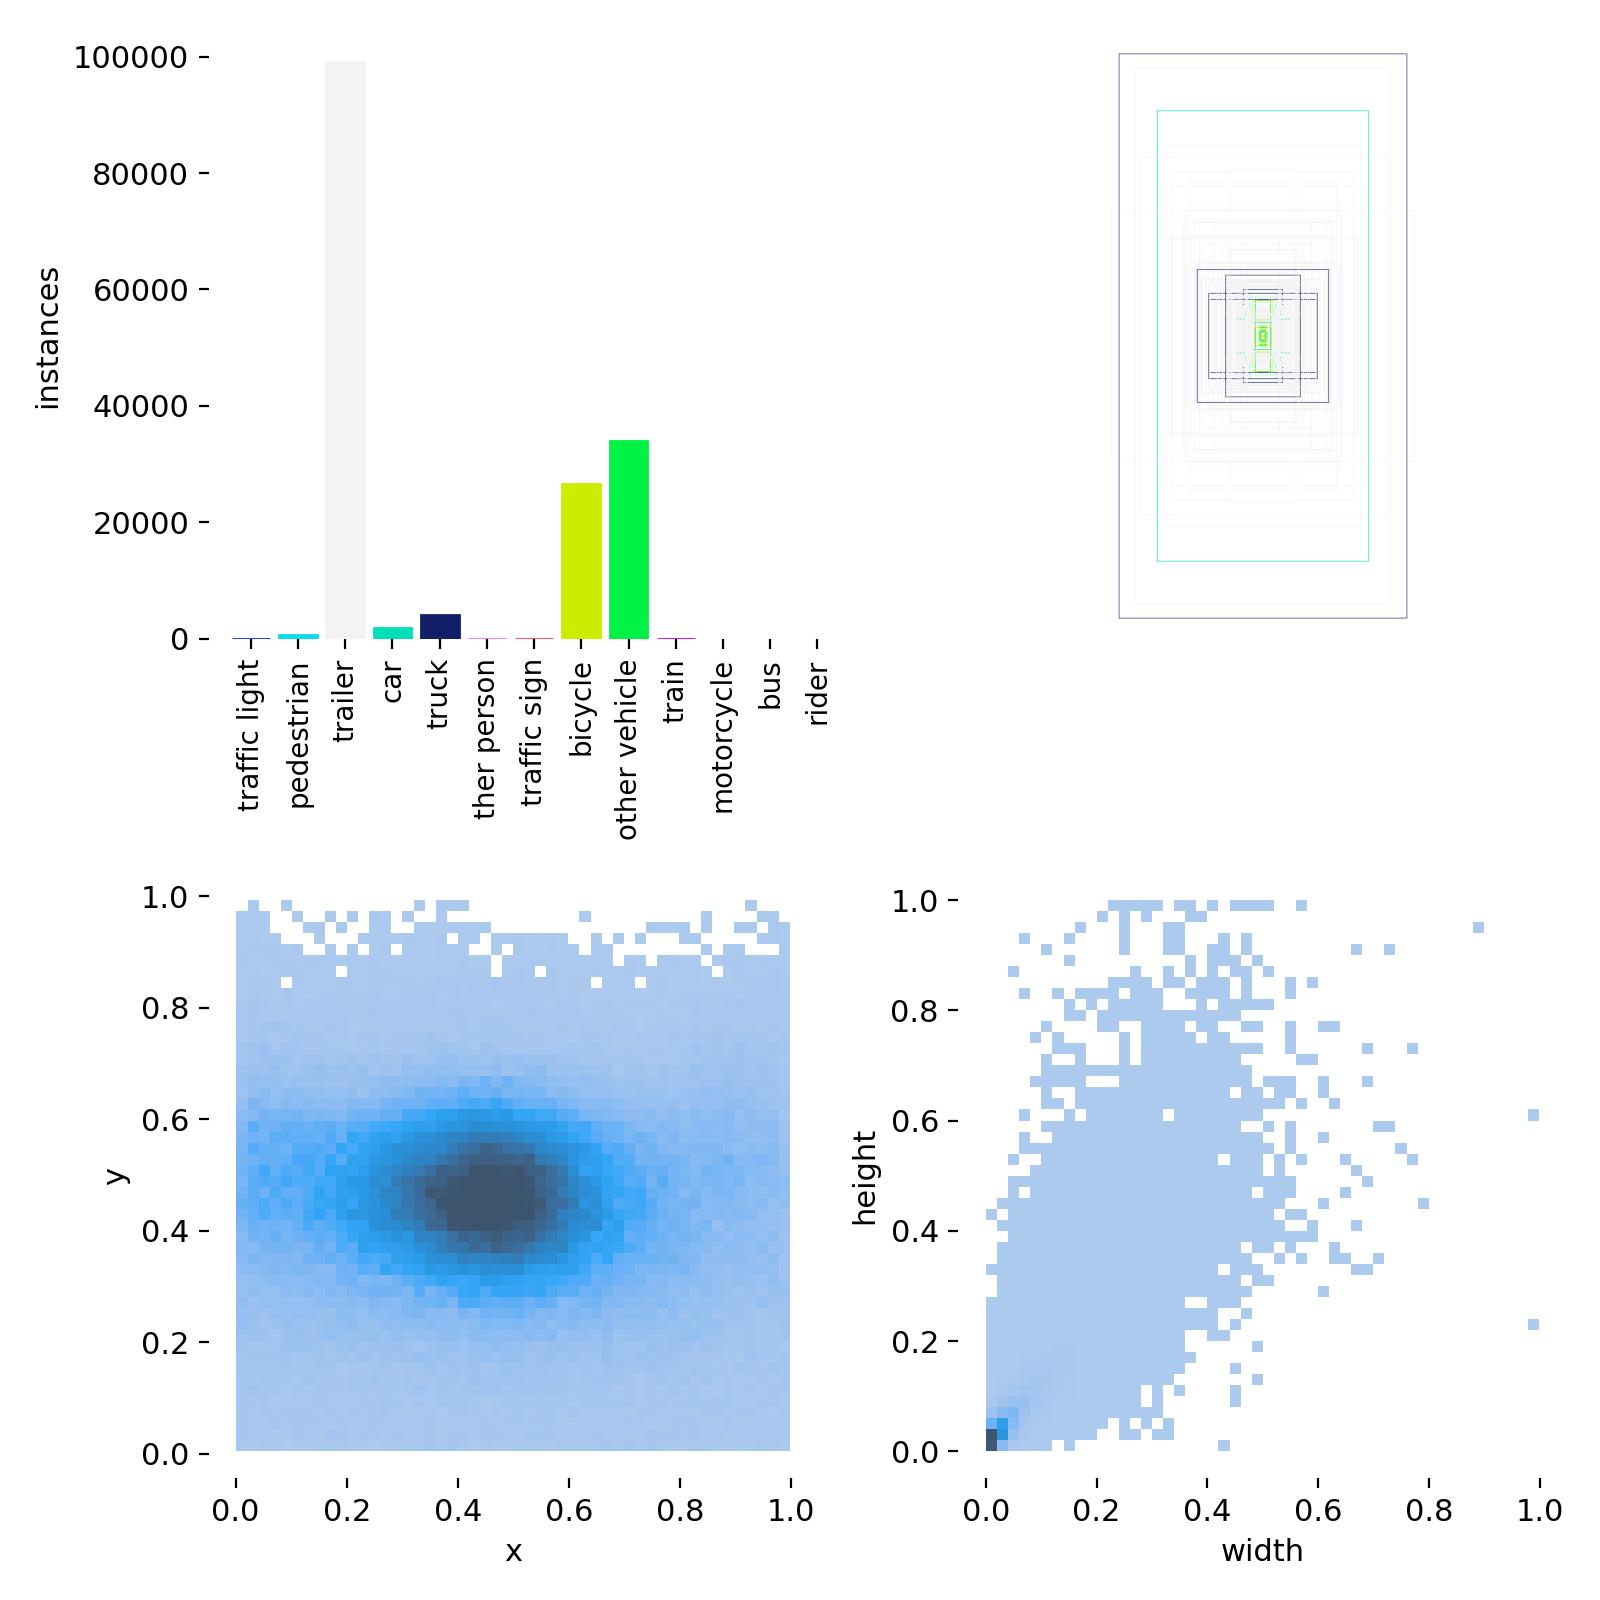 100000
80000
60000
40000
20000
0
instances
traffic light
pedestrian
trailer
car
truck
ther person
traffic sign
bicycle
other vehicle
train
motorcycle
bus
rider
1.0
0.8
0.6
0.4
0.2
0.0
y
0.0 0.2 0.4 0.6 0.8 1.0
x
1.0
0.8
0.6
0.4
0.2
0.0
height
0.0 0.2 0.4 0.6 0.8 1.0
width